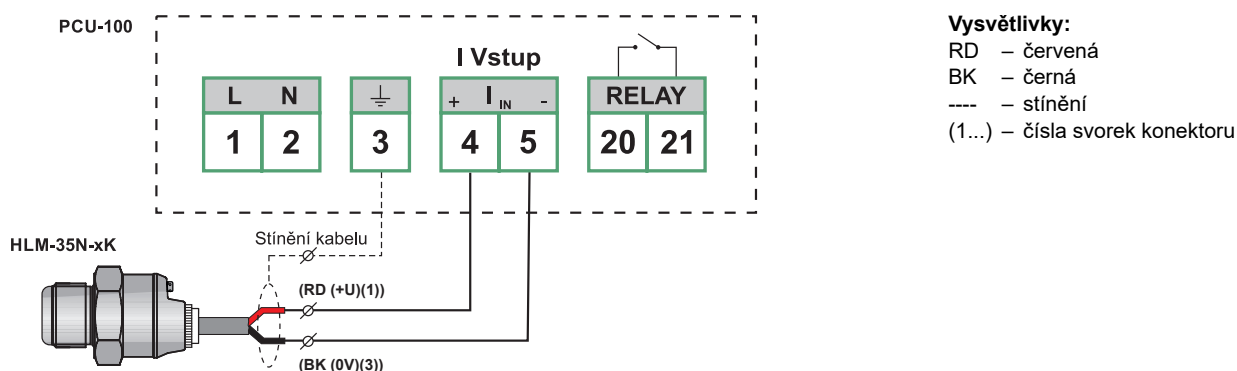 PCU-100
I Vstup
L N
+ I IN -
RELAY
1 2 3 4 5 20 21
HLM-35N-xK
Stínění kabelu
(RD (+U)(1))
(BK (0V)(3))
Vysvětlivky:
RD – červená
BK – černá
---- – stínění
(1...) – čísla svorek konektoru